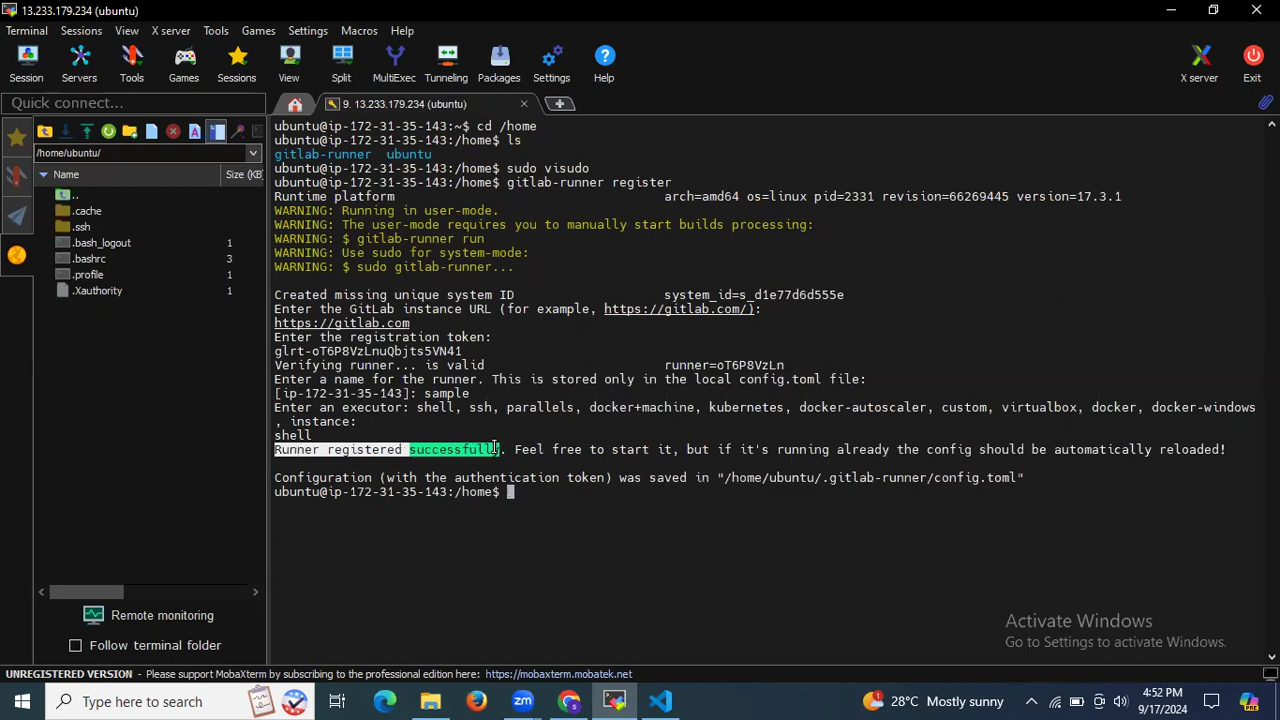 13.233.179.234 (ubuntu)
Terminal Sessions View X server Tools Games Settings Macros Help
Session Servers Tools Games Sessions View Split MultiExec Tunneling Packages Settings Help X server Exit
Quick connect...
9. 13.233.179.234 (ubuntu)
/home/ubuntu/
Name Size (KB)
..
.cache
.ssh
.bash_logout 1
.bashrc 3
.profile 1
.Xauthority 1
Remote monitoring
Follow terminal folder
ubuntu@ip-172-31-35-143:~$ cd /home
ubuntu@ip-172-31-35-143:/home$ ls
gitlab-runner ubuntu
ubuntu@ip-172-31-35-143:/home$ sudo visudo
ubuntu@ip-172-31-35-143:/home$ gitlab-runner register
Runtime platform arch=amd64 os=linux pid=2331 revision=66269445 version=17.3.1
WARNING: Running in user-mode.
WARNING: The user-mode requires you to manually start builds processing:
WARNING: $ gitlab-runner run
WARNING: Use sudo for system-mode:
WARNING: $ sudo gitlab-runner...
Created missing unique system ID system_id=s_d1e77d6d555e
Enter the GitLab instance URL (for example, https://gitlab.com/):
https://gitlab.com
Enter the registration token:
glrt-oT6P8VzLnuQbjts5VN41
Verifying runner... is valid runner=oT6P8VzLn
Enter a name for the runner. This is stored only in the local config.toml file:
[ip-172-31-35-143]: sample
Enter an executor: shell, ssh, parallels, docker+machine, kubernetes, docker-autoscaler, custom, virtualbox, docker, docker-windows
, instance:
shell
Runner registered successfully. Feel free to start it, but if it's running already the config should be automatically reloaded!
Configuration (with the authentication token) was saved in "/home/ubuntu/.gitlab-runner/config.toml"
ubuntu@ip-172-31-35-143:/home$
Activate Windows
Go to Settings to activate Windows.
UNREGISTERED VERSION - Please support MobaXterm by subscribing to the professional edition here: https://mobaxterm.mobatek.net
Type here to search
28°C Mostly sunny
4:52 PM
9/17/2024